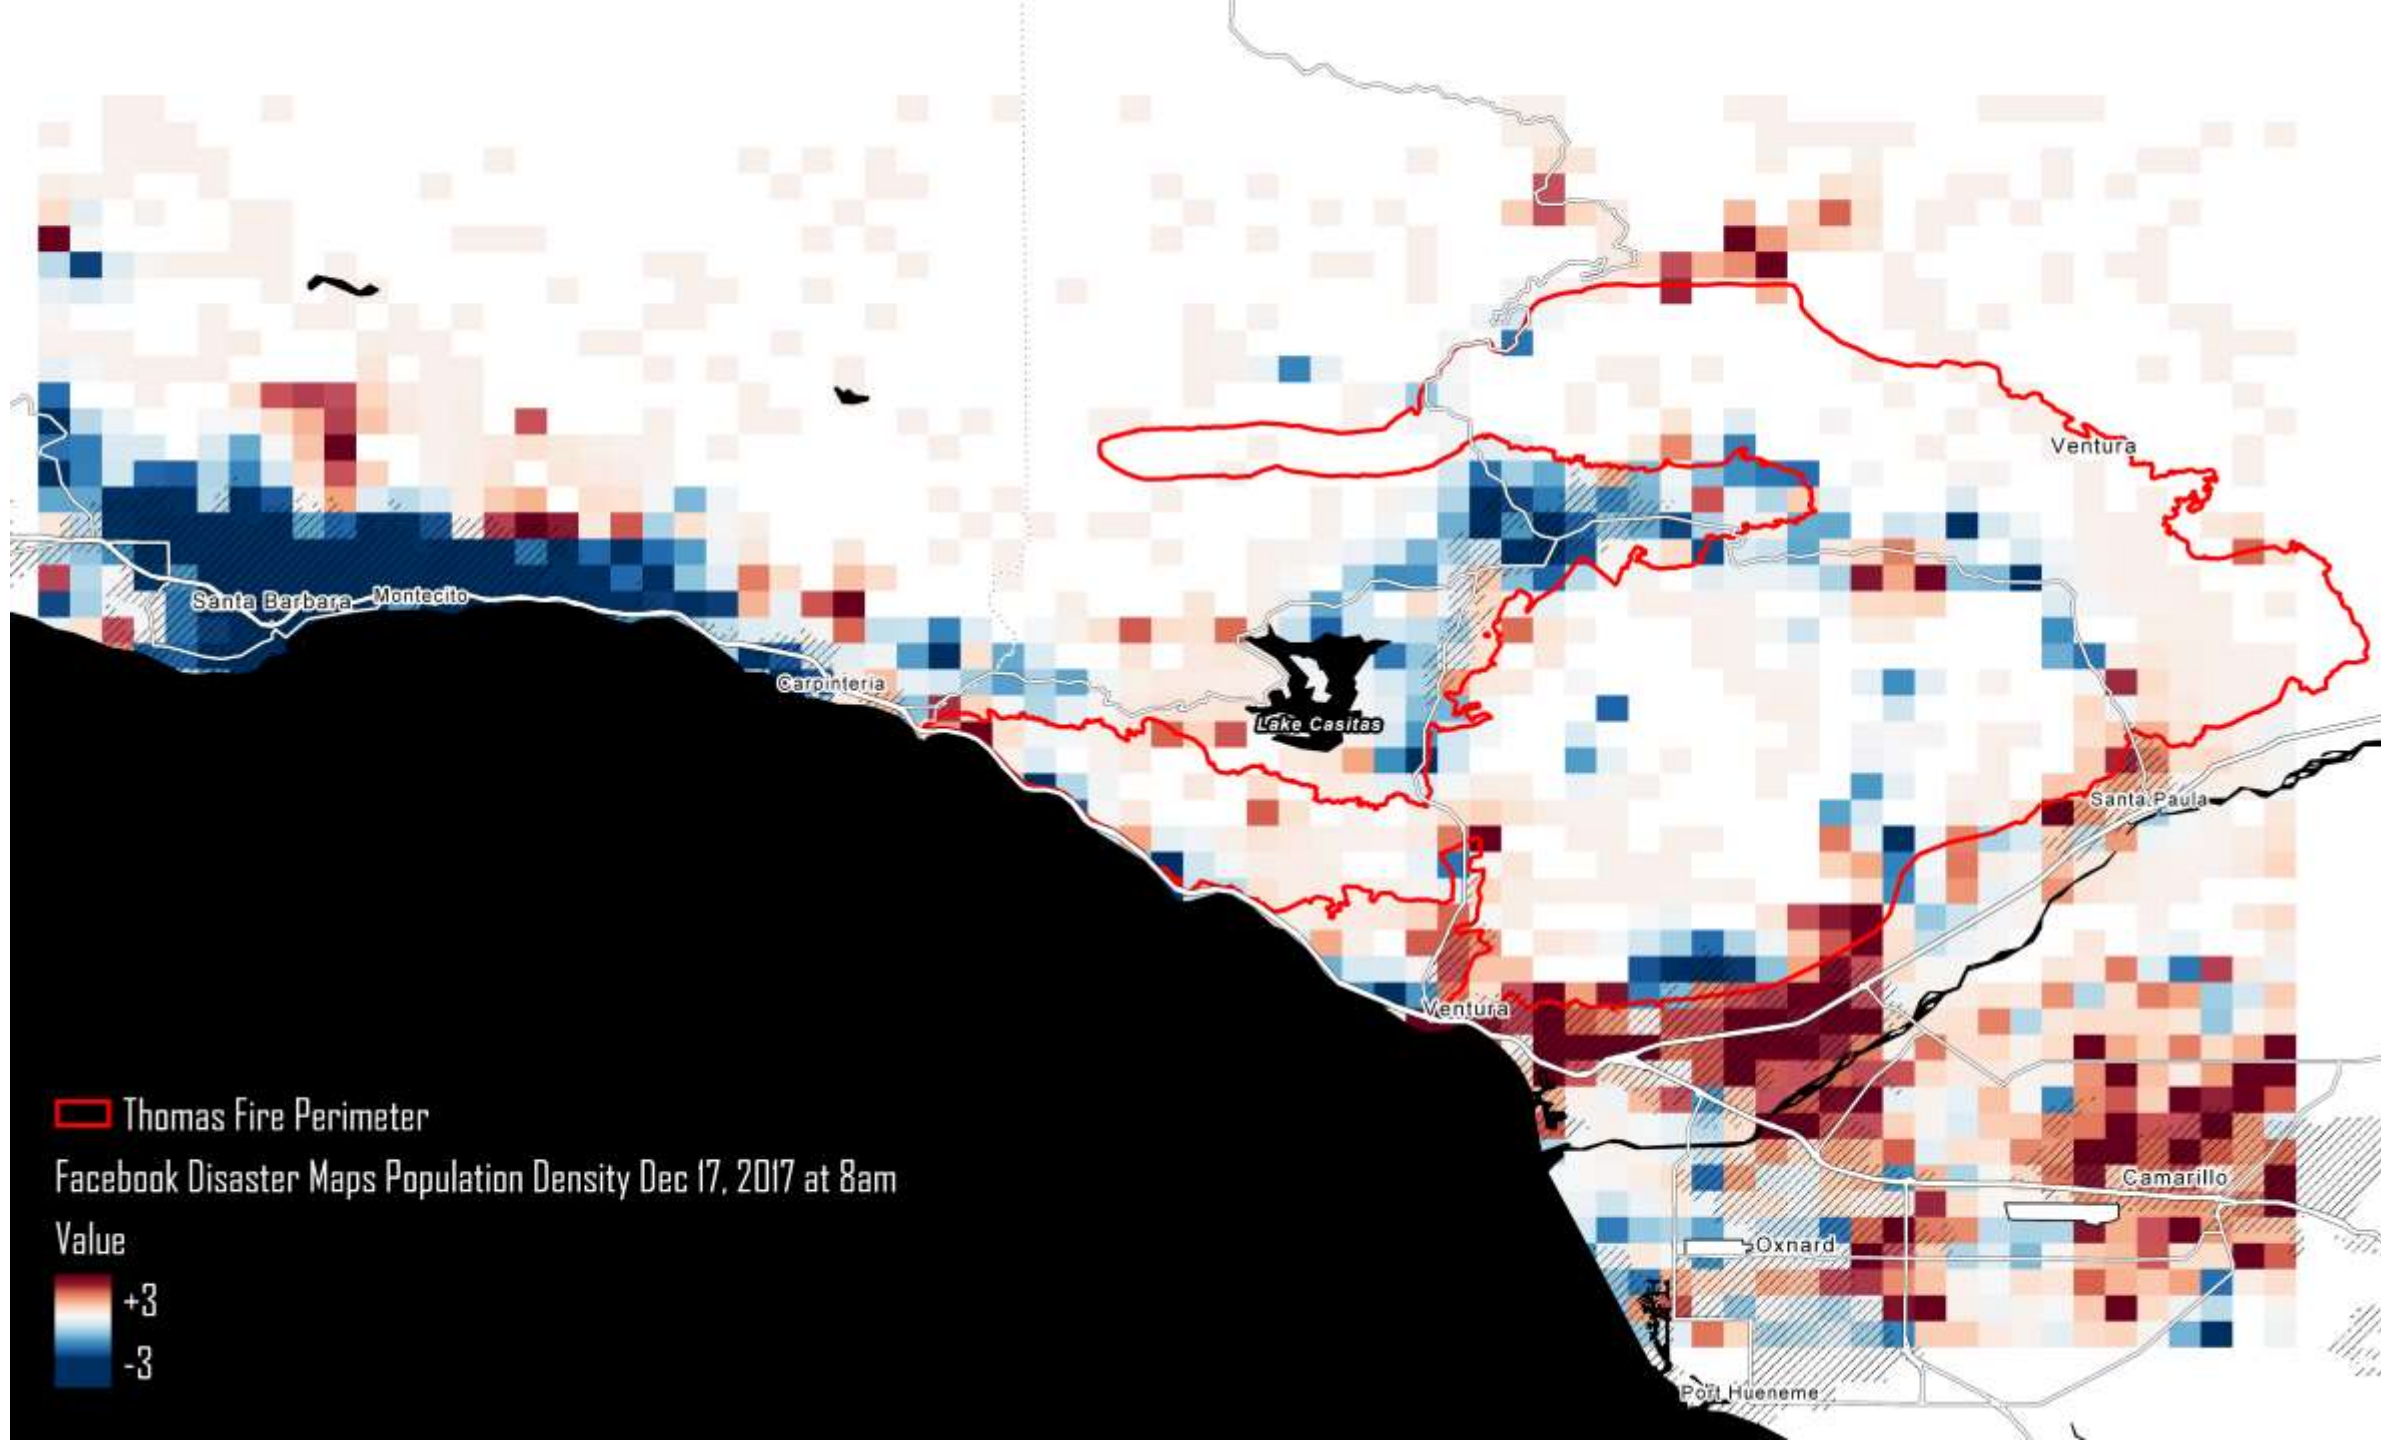 Ventura
Santa Barbara
Montecito
Carpinteria
Lake Casitas
Santa Paula
Ventura
Camarillo
Oxnard
Port Hueneme
Thomas Fire Perimeter
Facebook Disaster Maps Population Density Dec 17, 2017 at 8am
Value
+3
-3